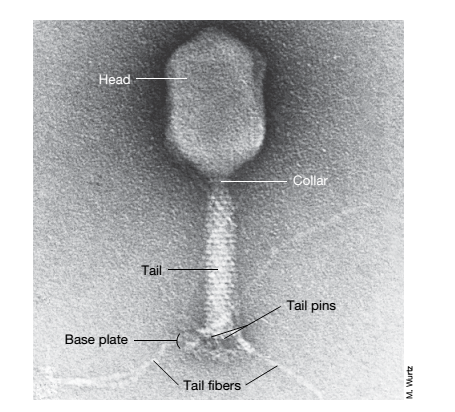 Head
Collar
Tail
Tail pins
Base plate
Tail fibers
M. Wurtz